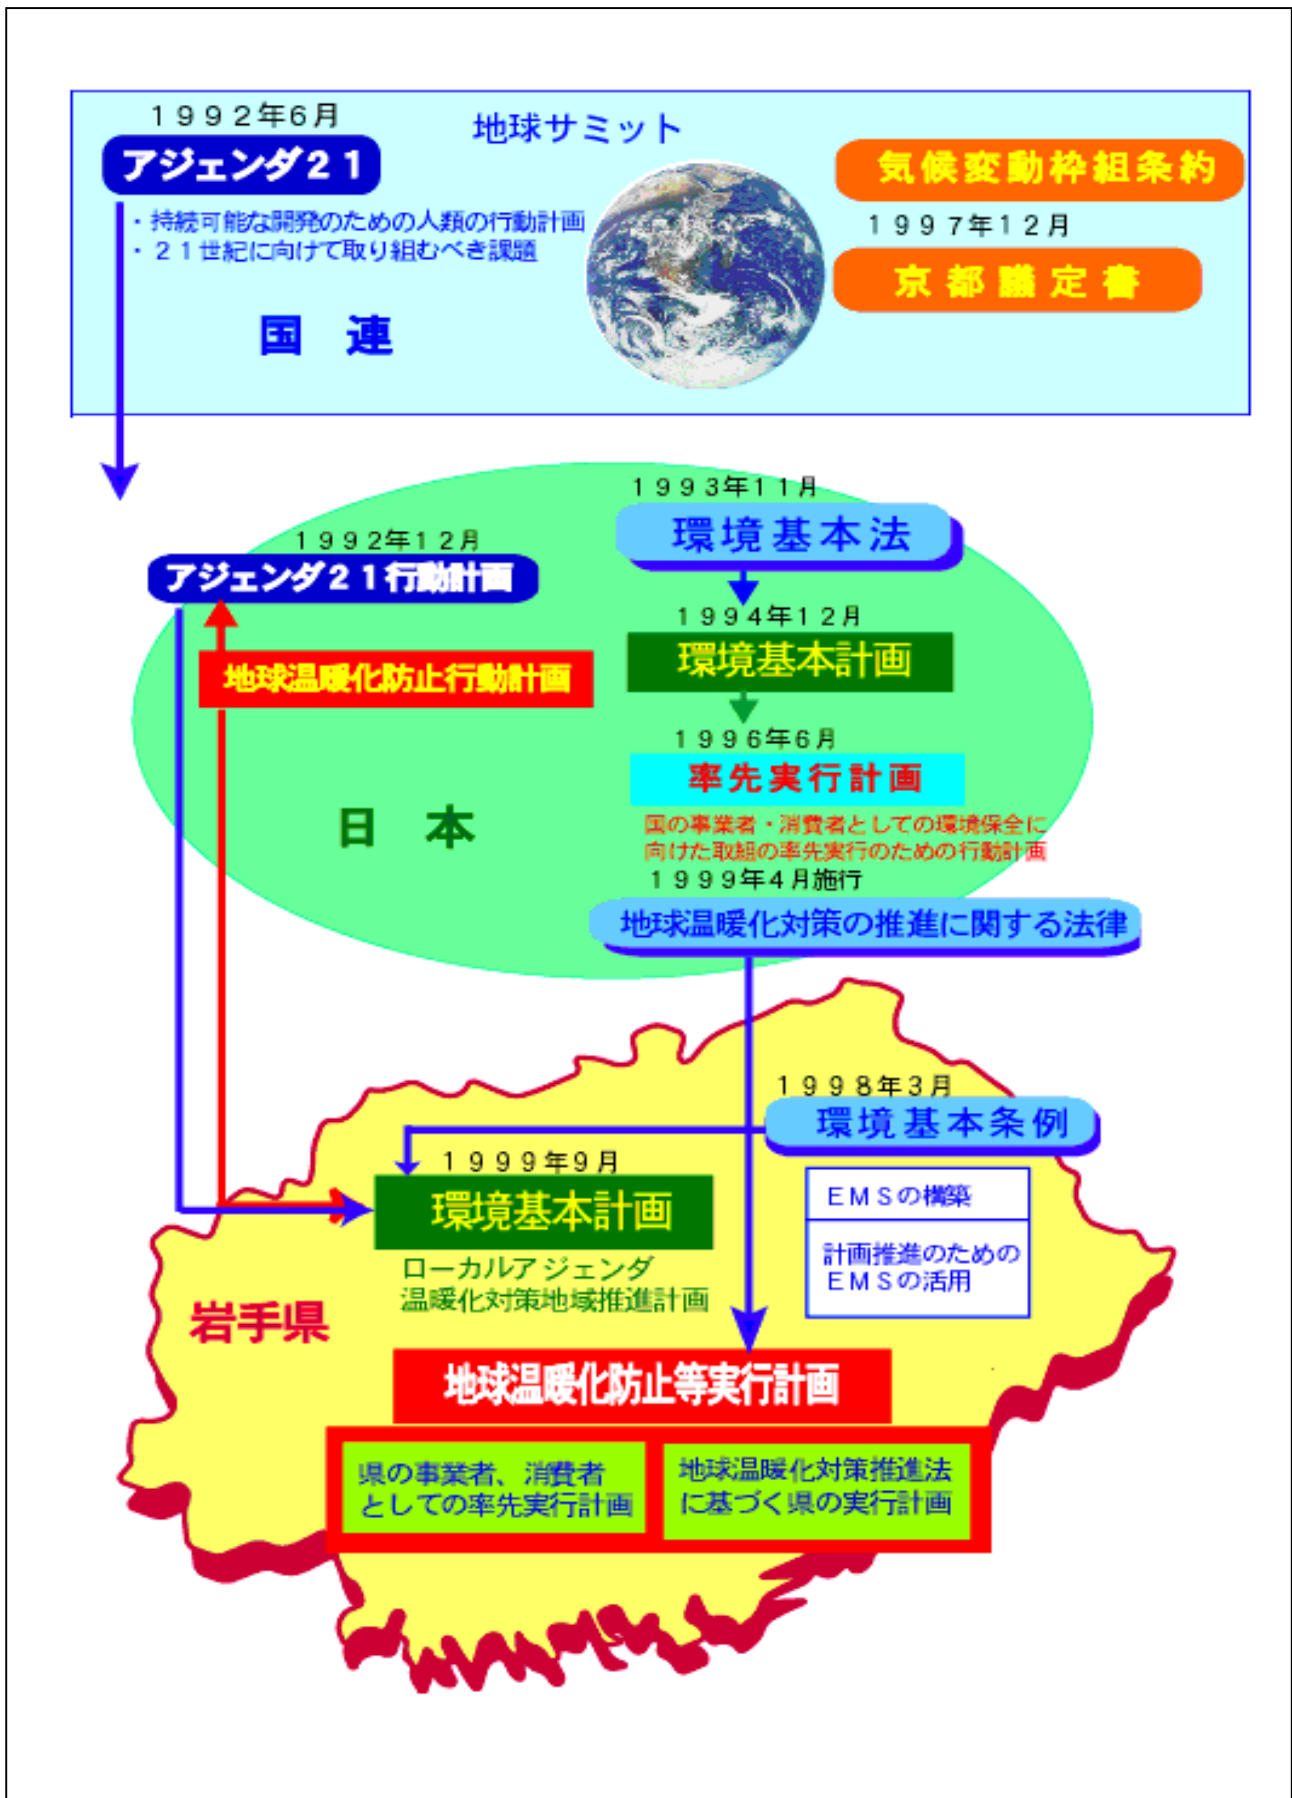 １９９２年６月
地球サミット
アジェンダ２１
・持続可能な開発のための人類の行動計画
・２１世紀に向けて取り組むべき課題
国　連
気候変動枠組条約
１９９７年１２月
京都議定書
１９９３年１１月
環境基本法
１９９２年１２月
アジェンダ２１行動計画
１９９４年１２月
環境基本計画
地球温暖化防止行動計画
１９９６年６月
率先実行計画
日　本
国の事業者・消費者としての環境保全に
向けた取組の率先実行のための行動計画
１９９９年４月施行
地球温暖化対策の推進に関する法律
１９９８年３月
環境基本条例
１９９９年９月
環境基本計画
ローカルアジェンダ
温暖化対策地域推進計画
ＥＭＳの構築
計画推進のための
ＥＭＳの活用
岩手県
地球温暖化防止等実行計画
県の事業者、消費者
としての率先実行計画
地球温暖化対策推進法
に基づく県の実行計画